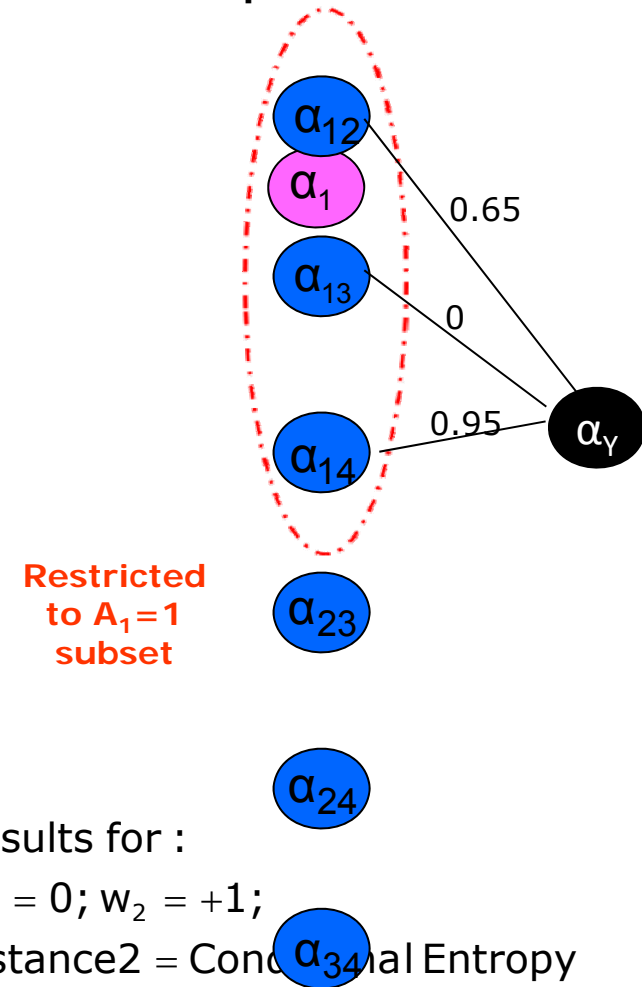 α12
α1
0.65
α13
0
α14
0.95
αY
Restricted
to A1=1
subset
α23
α24
sults for :
= 0; w2 = +1;
α34
stance2 = Cond nal Entropy